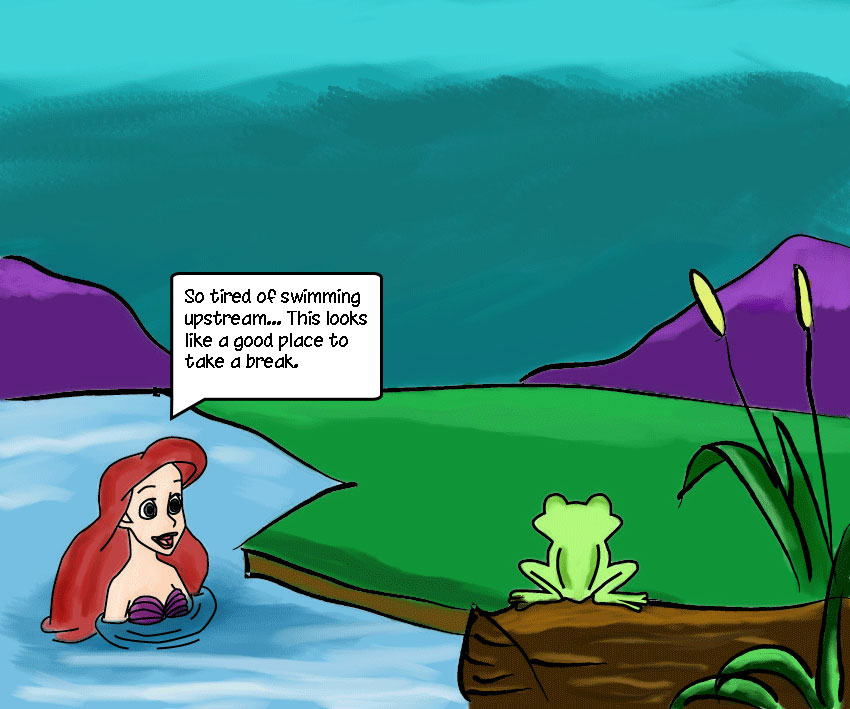 So tired of swimming
upstream... This looks
like a good place to
take a break.